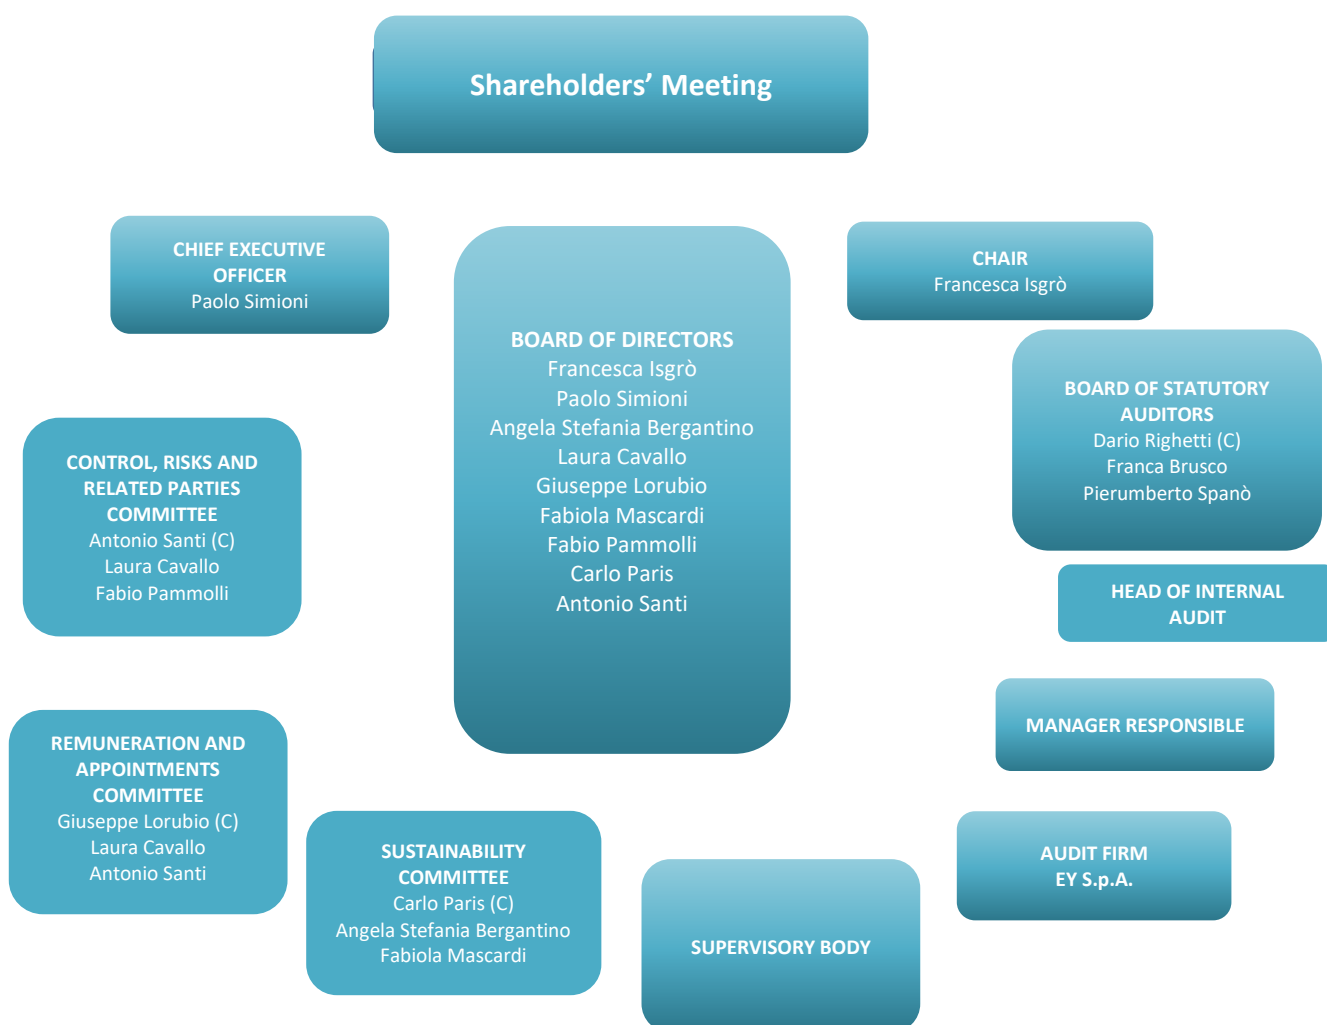 Shareholders’ Meeting
CHIEF EXECUTIVE
OFFICER
Paolo Simioni
CHAIR
Francesca Isgrò
BOARD OF DIRECTORS
Francesca Isgrò
Paolo Simioni
Angela Stefania Bergantino
Laura Cavallo
Giuseppe Lorubio
Fabiola Mascardi
Fabio Pammolli
Carlo Paris
Antonio Santi
BOARD OF STATUTORY
AUDITORS
Dario Righetti (C)
Franca Brusco
Pierumberto Spanò
CONTROL, RISKS AND
RELATED PARTIES
COMMITTEE
Antonio Santi (C)
Laura Cavallo
Fabio Pammolli
HEAD OF INTERNAL
AUDIT
MANAGER RESPONSIBLE
REMUNERATION AND
APPOINTMENTS
COMMITTEE
Giuseppe Lorubio (C)
Laura Cavallo
Antonio Santi
SUSTAINABILITY
COMMITTEE
Carlo Paris (C)
Angela Stefania Bergantino
Fabiola Mascardi
AUDIT FIRM
EY S.p.A.
SUPERVISORY BODY